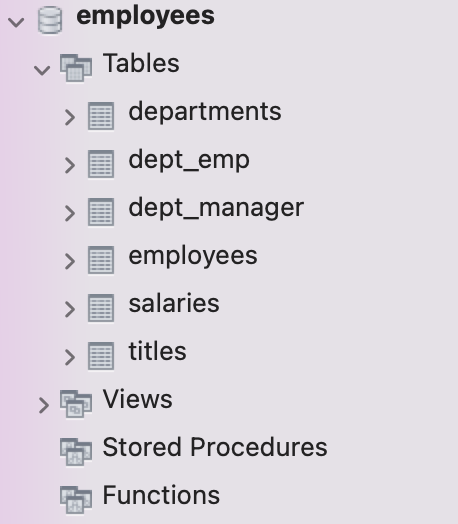 employees
Tables
departments
dept_emp
dept_manager
employees
salaries
titles
Views
Stored Procedures
Functions